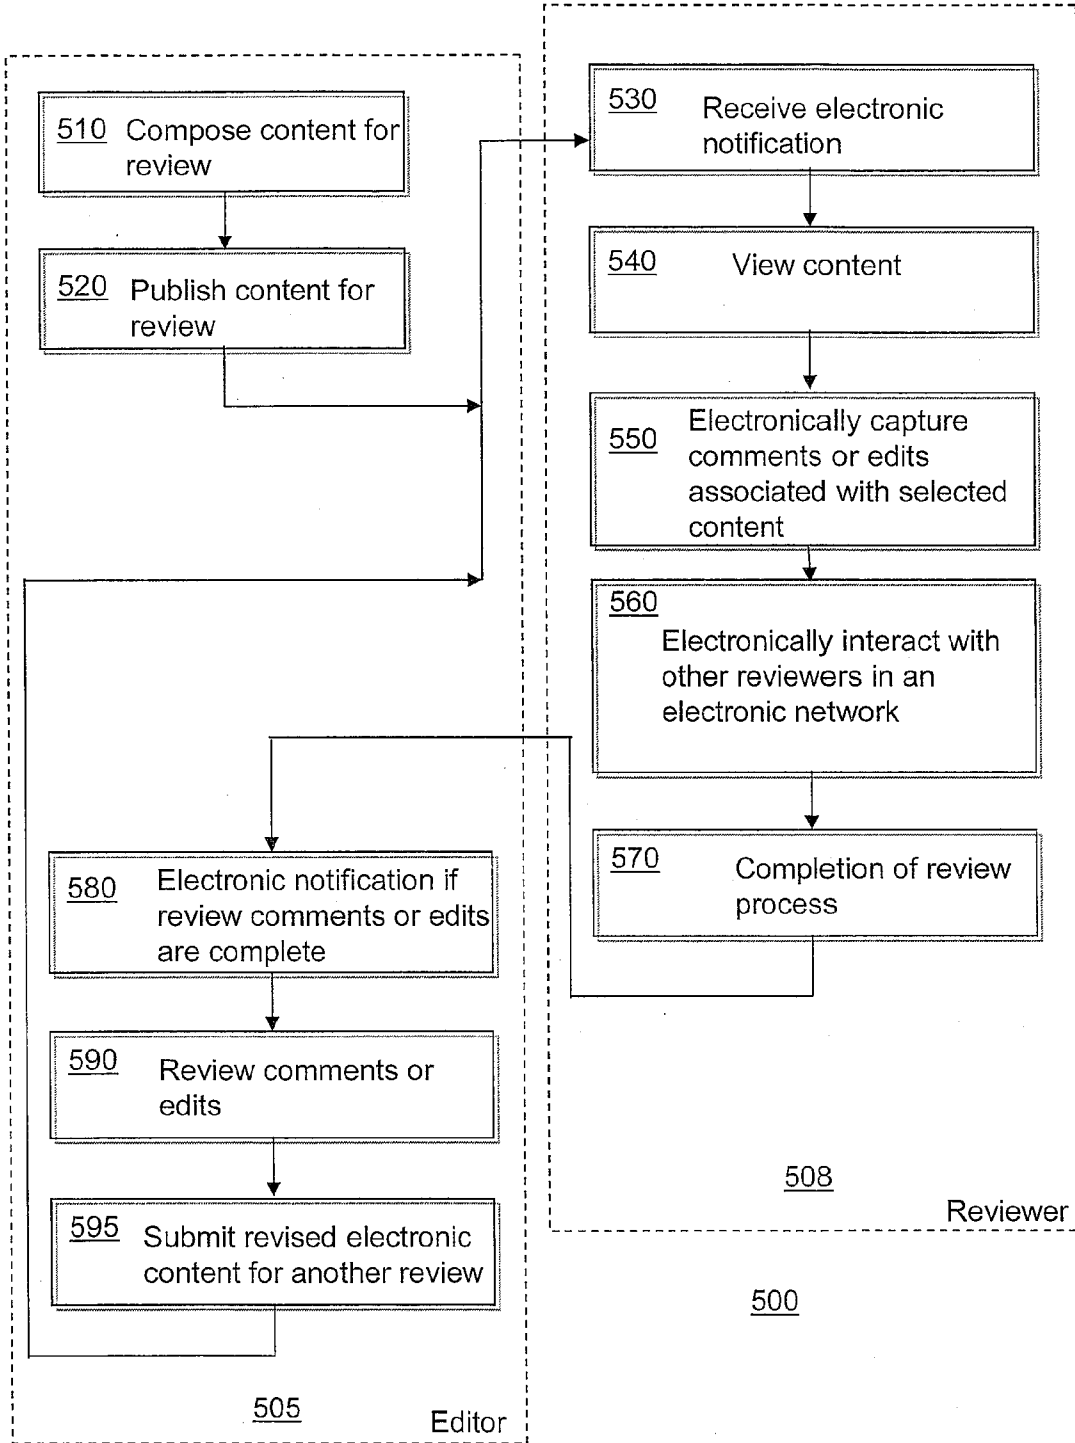 510 Compose content for
review
520 Publish content for
review
530 Receive electronic
notification
540 View content
550 Electronically capture
comments or edits
associated with selected
content
560
Electronically interact with
other reviewers in an
electronic network
570 Completion of review
process
580 Electronic notification if
review comments or edits
are complete
590 Review comments or
edits
595 Submit revised electronic
content for another review
508
Reviewer
500
505
Editor